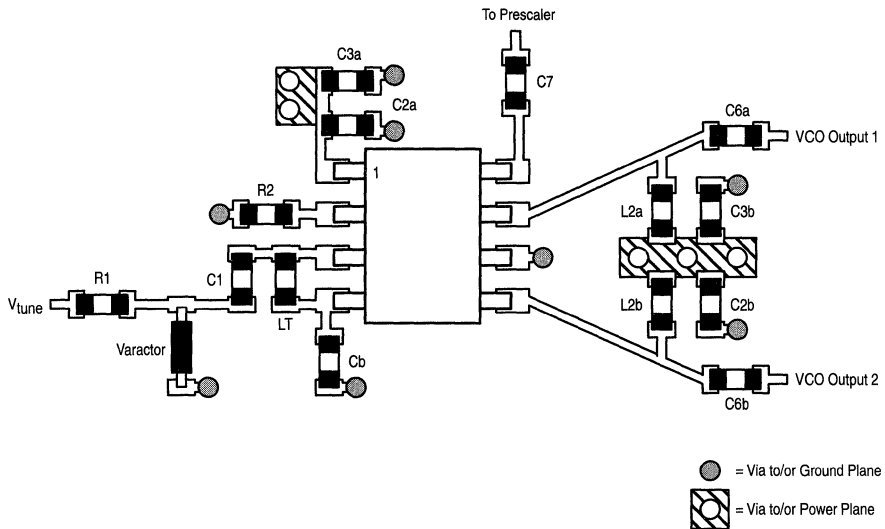 To Prescaler
C3a
C7
C2a
C6a
VCO Output 1
1
R2
L2a
C3b
R1
C1
Vtune
LT
L2b
C2b
Varactor
Cb
VCO Output 2
C6b
= Via to/or Ground Plane
= Via to/or Power Plane